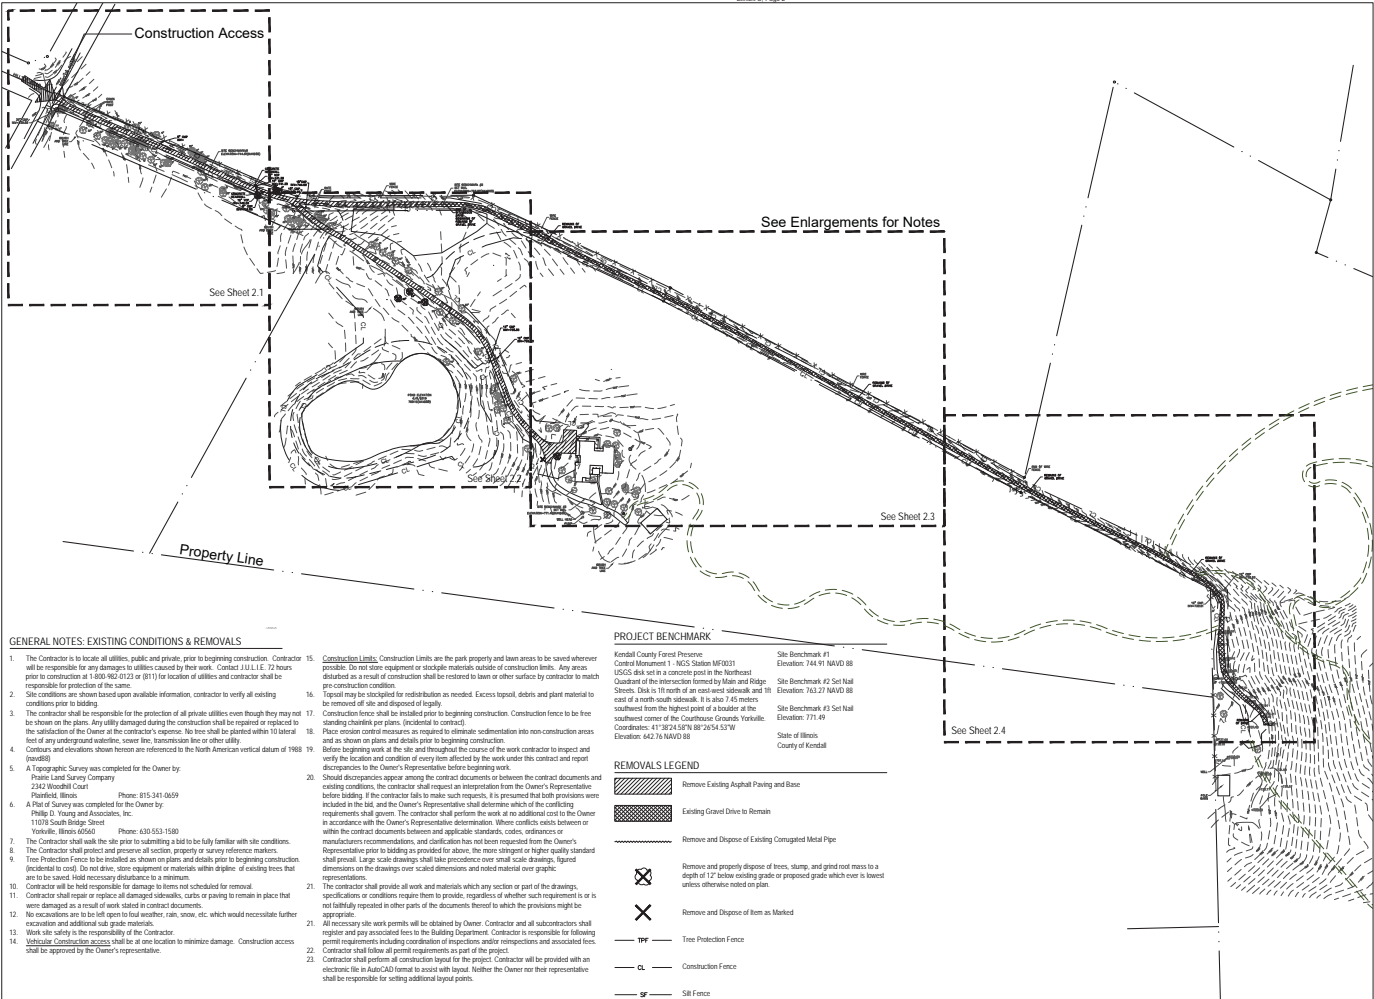 Construction Access
See Enlargements for Notes
See Sheet 2.1
See Sheet 2.2
See Sheet 2.3
See Sheet 2.4
Property Line
GENERAL NOTES: EXISTING CONDITIONS & REMOVALS
1. The Contractor is to locate all utilities, public and private, prior to beginning construction. Contractor
will be responsible for any damages to utilities caused by their work. Contact J.U.L.I.E. 72 hours
prior to construction at 1-800-982-0123 or (811) for location of utilities and contractor shall be
responsible for protection of the same.
2. Site conditions are shown based upon available information, contractor to verify all existing
conditions prior to bidding.
3. The contractor shall be responsible for the protection of all private utilities even though they may not
be shown on the plans. Any utility damaged during the construction shall be repaired or replaced to
the satisfaction of the Owner at the contractor's expense. No tree shall be planted within 10 lateral
feet of any underground waterline, sewer line, transmission line or other utility.
4. Contours and elevations shown hereon are referenced to the North American vertical datum of 1988
(navd88)
5. A Topographic Survey was completed for the Owner by:
Prairie Land Survey Company
2342 Woodhill Court
Plainfield, Illinois Phone: 815-341-0659
6. A Plat of Survey was completed for the Owner by:
Phillip D. Young and Associates, Inc.
11078 South Bridge Street
Yorkville, Illinois 60560 Phone: 630-553-1580
7. The Contractor shall walk the site prior to submitting a bid to be fully familiar with site conditions.
8. The Contractor shall protect and preserve all section, property or survey reference markers.
9. Tree Protection Fence to be installed as shown on plans and details prior to beginning construction.
(incidental to cost). Do not drive, store equipment or materials within dripline of existing trees that
are to be saved. Hold necessary disturbance to a minimum.
10. Contractor will be held responsible for damage to items not scheduled for removal.
11. Contractor shall repair or replace all damaged sidewalks, curbs or paving to remain in place that
were damaged as a result of work stated in contract documents.
12. No excavations are to be left open to foul weather, rain, snow, etc. which would necessitate further
excavation and additional sub grade materials.
13. Work site safety is the responsibility of the Contractor.
14. Vehicular Construction access shall be at one location to minimize damage. Construction access
shall be approved by the Owner's representative.
15. Construction Limits: Construction Limits are the park property and lawn areas to be saved wherever
possible. Do not store equipment or stockpile materials outside of construction limits. Any areas
disturbed as a result of construction shall be restored to lawn or other surface by contractor to match
pre-construction condition.
16. Topsoil may be stockpiled for redistribution as needed. Excess topsoil, debris and plant material to
be removed off site and disposed of legally.
17. Construction fence shall be installed prior to beginning construction. Construction fence to be free
standing chainlink per plans. (incidental to contract).
18. Place erosion control measures as required to eliminate sedimentation into non-construction areas
and as shown on plans and details prior to beginning construction.
19. Before beginning work at the site and throughout the course of the work contractor to inspect and
verify the location and condition of every item affected by the work under this contract and report
discrepancies to the Owner's Representative before beginning work.
20. Should discrepancies appear among the contract documents or between the contract documents and
existing conditions, the contractor shall request an interpretation from the Owner's Representative
before bidding. If the contractor fails to make such requests, it is presumed that both provisions were
included in the bid, and the Owner's Representative shall determine which of the conflicting
requirements shall govern. The contractor shall perform the work at no additional cost to the Owner
in accordance with the Owner's Representative determination. Where conflicts exists between or
within the contract documents between and applicable standards, codes, ordinances or
manufacturers recommendations, and clarification has not been requested from the Owner's
Representative prior to bidding as provided for above, the more stringent or higher quality standard
shall prevail. Large scale drawings shall take precedence over small scale drawings, figured
dimensions on the drawings over scaled dimensions and noted material over graphic
representations.
21. The contractor shall provide all work and materials which any section or part of the drawings,
specifications or conditions require them to provide, regardless of whether such requirement is or is
not faithfully repeated in other parts of the documents thereof to which the provisions might be
appropriate.
21. All necessary site work permits will be obtained by Owner. Contractor and all subcontractors shall
register and pay associated fees to the Building Department. Contractor is responsible for following
permit requirements including coordination of inspections and/or reinspections and associated fees.
22. Contractor shall follow all permit requirements as part of the project.
23. Contractor shall perform all construction layout for the project. Contractor will be provided with an
electronic file in AutoCAD format to assist with layout. Neither the Owner nor their representative
shall be responsible for setting additional layout points.
PROJECT BENCHMARK
Kendall County Forest Preserve
Control Monument 1 - NGS Station MF0031
USGS disk set in a concrete post in the Northeast
Quadrant of the intersection formed by Main and Ridge
Streets. Disk is 1ft north of an east-west sidewalk and 1ft
east of a north-south sidewalk. It is also 7.45 meters
southwest from the highest point of a boulder at the
southwest corner of the Courthouse Grounds Yorkville.
Coordinates: 41°38'24.58"N 88°26'54.53"W
Elevation: 642.76 NAVD 88
Site Benchmark #1
Elevation: 744.91 NAVD 88
Site Benchmark #2 Set Nail
Elevation: 763.27 NAVD 88
Site Benchmark #3 Set Nail
Elevation: 771.49
State of Illinois
County of Kendall
REMOVALS LEGEND
Remove Existing Asphalt Paving and Base
Existing Gravel Drive to Remain
Remove and Dispose of Existing Corrugated Metal Pipe
Remove and properly dispose of trees, stump, and grind root mass to a
depth of 12" below existing grade or proposed grade which ever is lowest
unless otherwise noted on plan.
Remove and Dispose of Item as Marked
TPF Tree Protection Fence
CL Construction Fence
SF Silt Fence